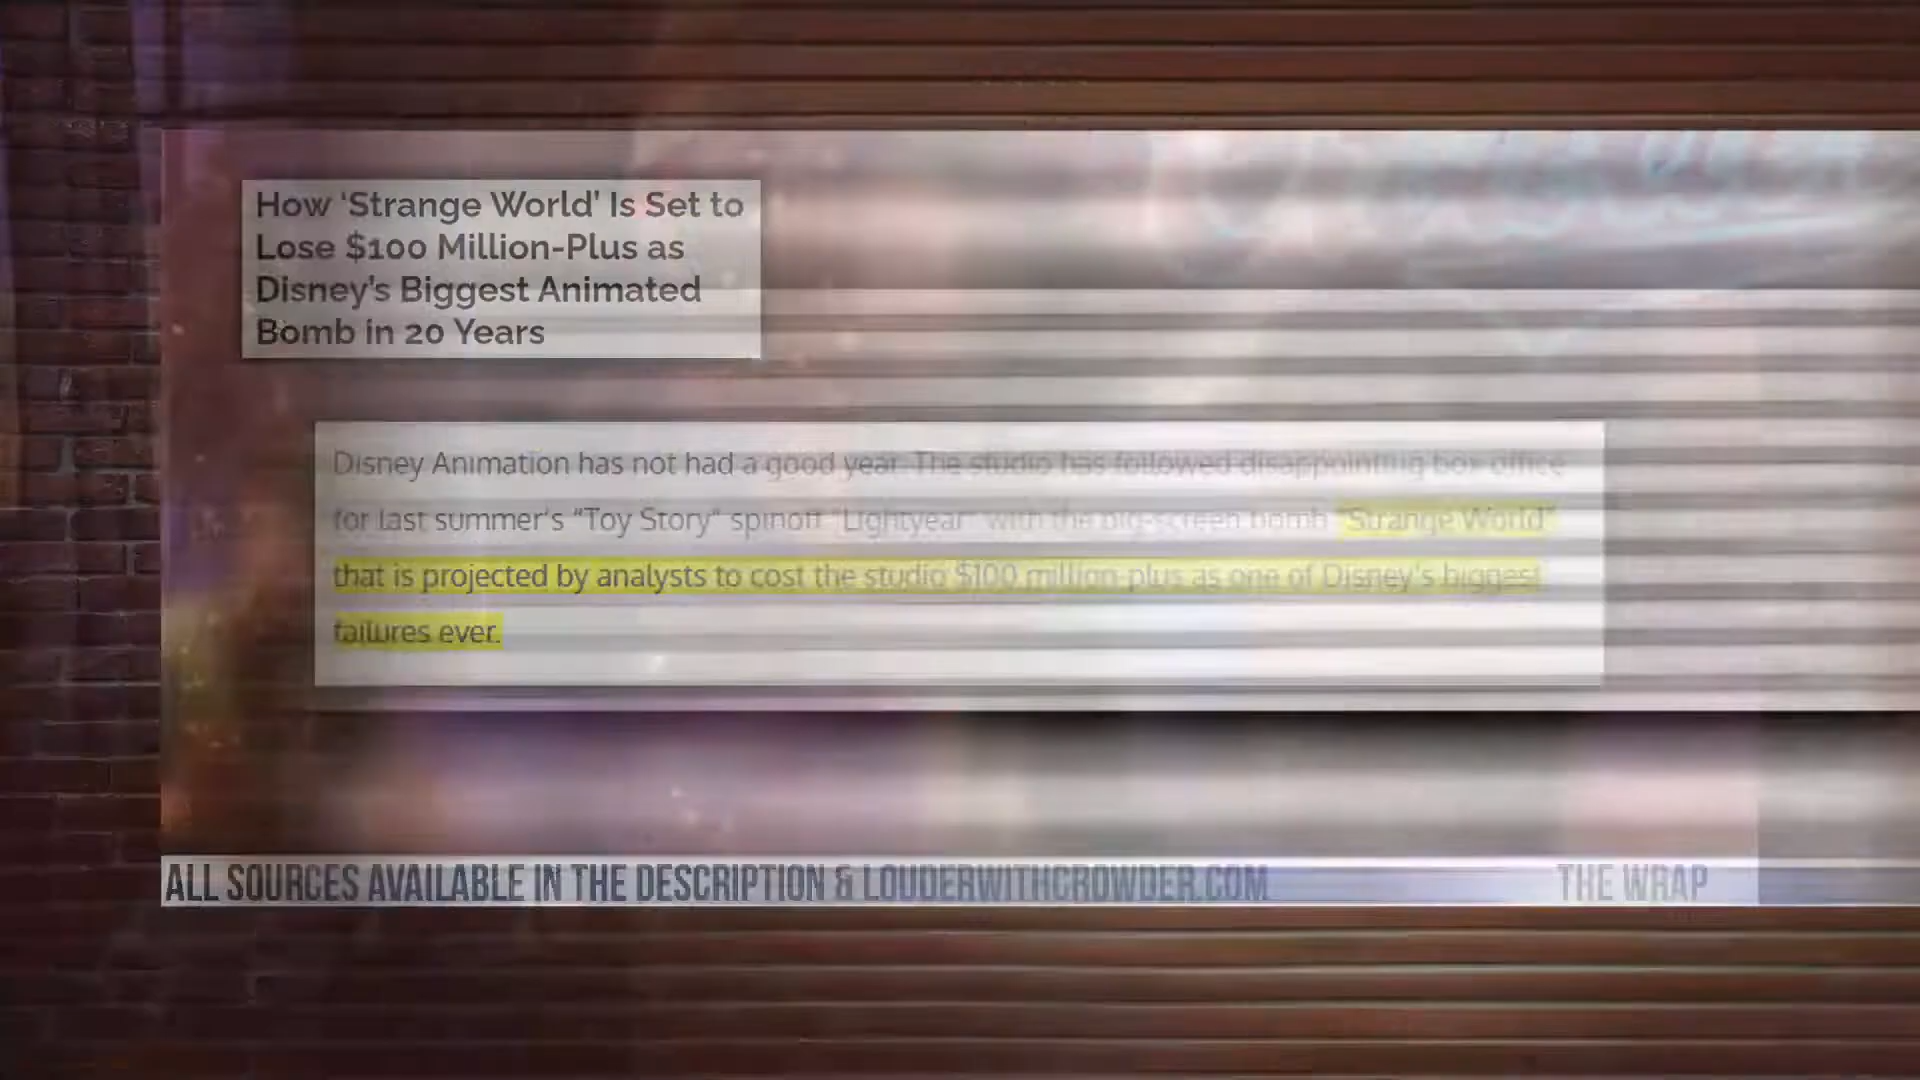 How ‘Strange World’ Is Set to
Lose $100 Million-Plus as
Disney’s Biggest Animated
Bomb in 20 Years
Disney Animation has not had a good year. The studio has followed disappointing box office
for last summer’s “Toy Story” spinoff “Lightyear” with the big-screen bomb “Strange World”
that is projected by analysts to cost the studio $100 million-plus as one of Disney’s biggest
failures ever.
ALL SOURCES AVAILABLE IN THE DESCRIPTION & LOUDERWITHCROWDER.COM
THE WRAP